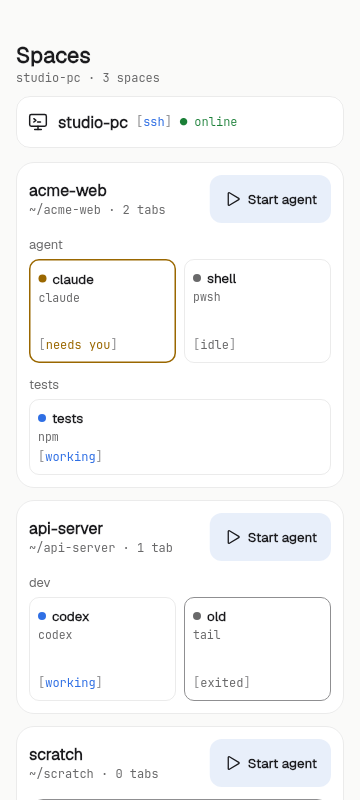 Spaces
studio-pc · 3 spaces
studio-pc [ssh] ● online
acme-web
~/acme-web · 2 tabs
Start agent
agent
claude
claude
[needs you]
shell
pwsh
[idle]
tests
tests
npm
[working]
api-server
~/api-server · 1 tab
Start agent
dev
codex
codex
[working]
old
tail
[exited]
scratch
~/scratch · 0 tabs
Start agent